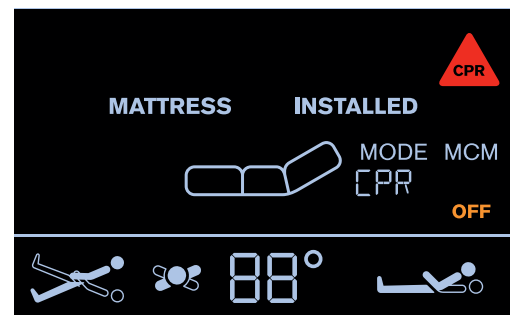 CPR
MATTRESS INSTALLED
MODE MCM
CPR
OFF
88°